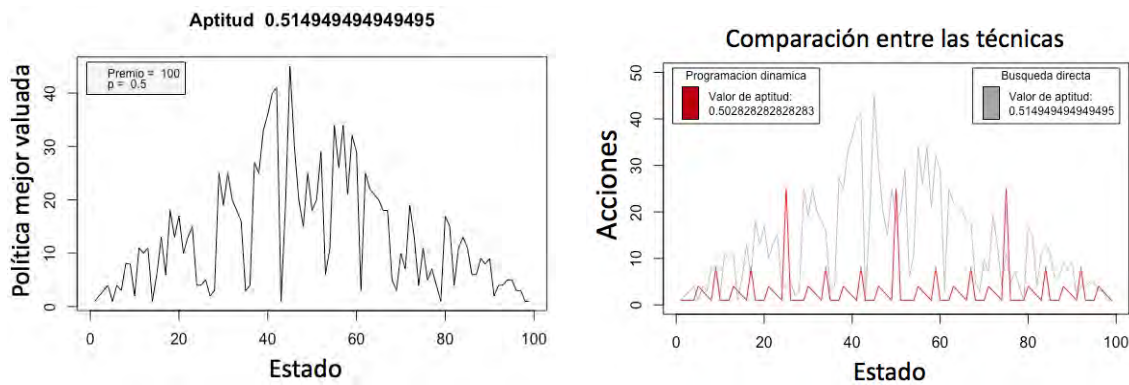 Aptitud 0.514949494949495
Premio = 100
p = 0.5
Política mejor valuada
0
10
20
30
40
0
20
40
60
80
100
Estado
Comparación entre las técnicas
Programacion dinamica
Valor de aptitud:
0.502828282828283
Busqueda directa
Valor de aptitud:
0.514949494949495
Acciones
50
40
30
20
10
0
0
20
40
60
80
100
Estado